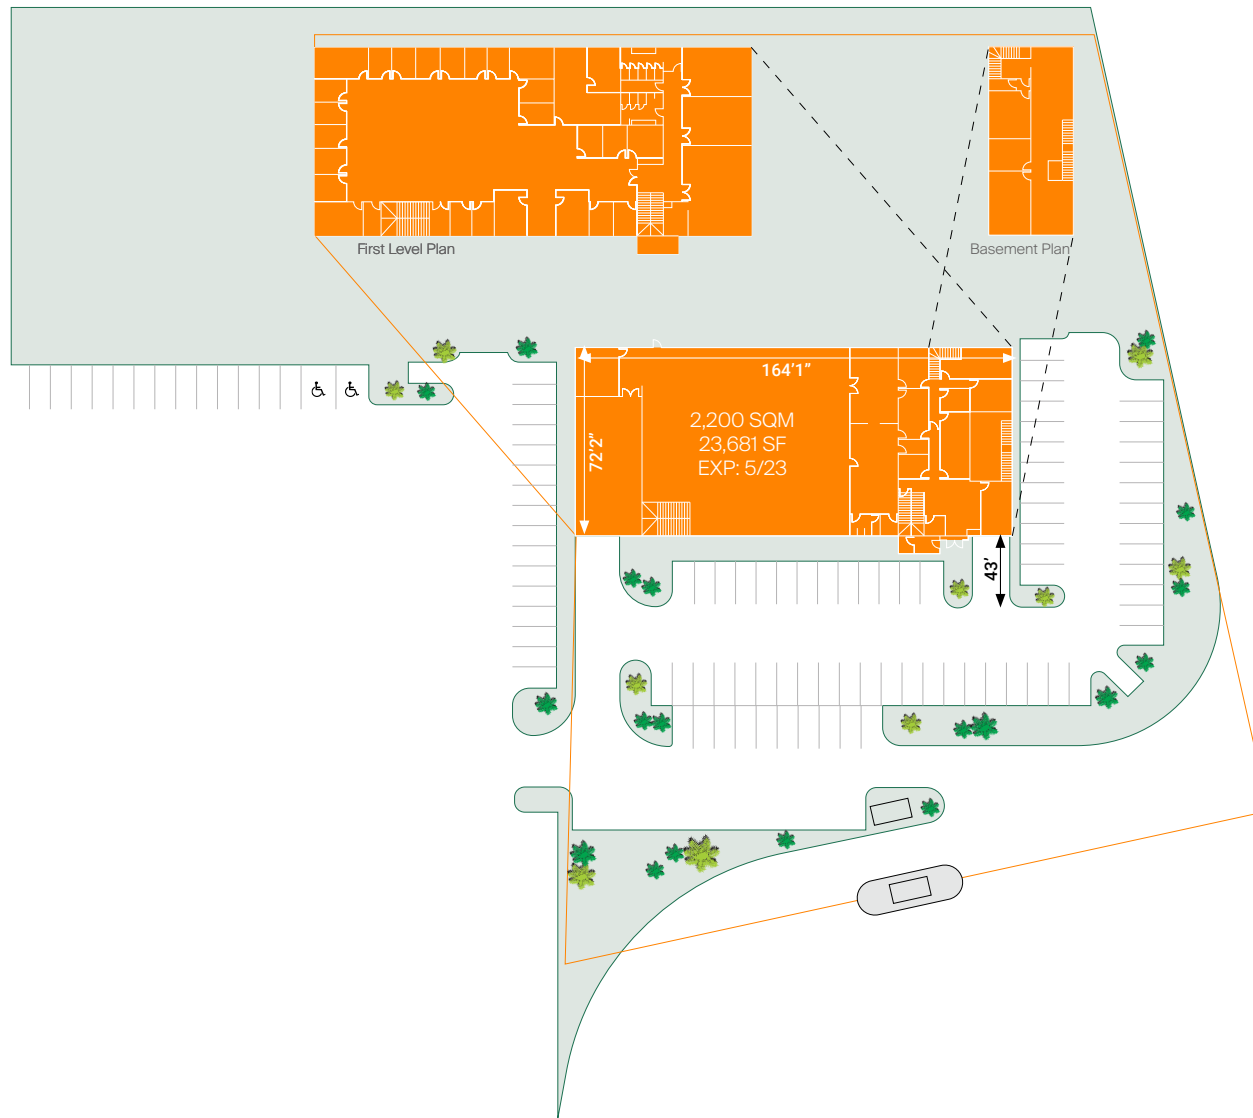 First Level Plan
Basement Plan
164'1"
72'2"
2,200 SQM
23,681 SF
EXP: 5/23
43'